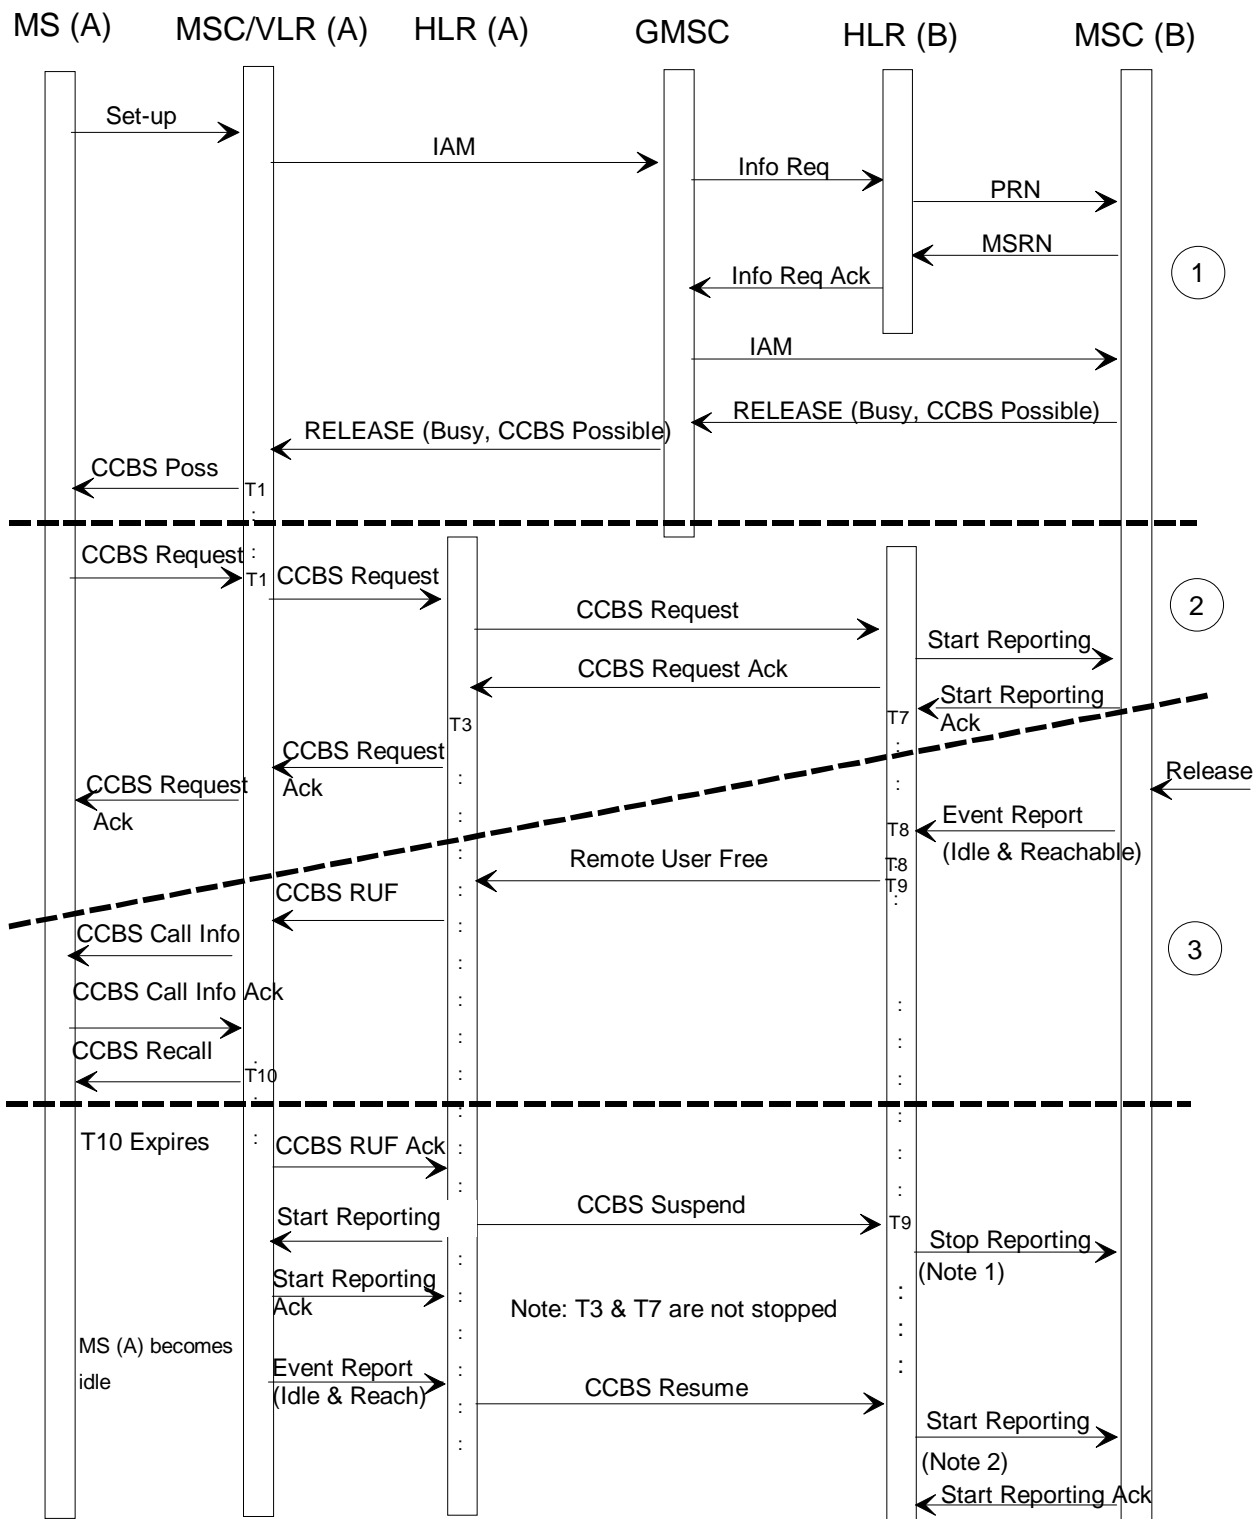 MS (A) MSC/VLR (A) HLR (A) GMSC HLR (B) MSC (B)
Set-up
IAM
Info Req
PRN
MSRN
Info Req Ack
1
IAM
RELEASE (Busy, CCBS Possible)
RELEASE (Busy, CCBS Possible)
CCBS Poss
T1
CCBS Request
T1
CCBS Request
CCBS Request
2
Start Reporting
CCBS Request Ack
Start Reporting
Ack
T7
T3
CCBS Request
Ack
CCBS Request
Ack
Release
Event Report
(Idle & Reachable)
T8
Remote User Free
T8
T9
CCBS RUF
CCBS Call Info
3
CCBS Call Info Ack
CCBS Recall
T10
T10 Expires
CCBS RUF Ack
CCBS Suspend
T9
Start Reporting
Stop Reporting
(Note 1)
Start Reporting
Ack
Note: T3 & T7 are not stopped
MS (A) becomes
idle
Event Report
(Idle & Reach)
CCBS Resume
Start Reporting
(Note 2)
Start Reporting Ack